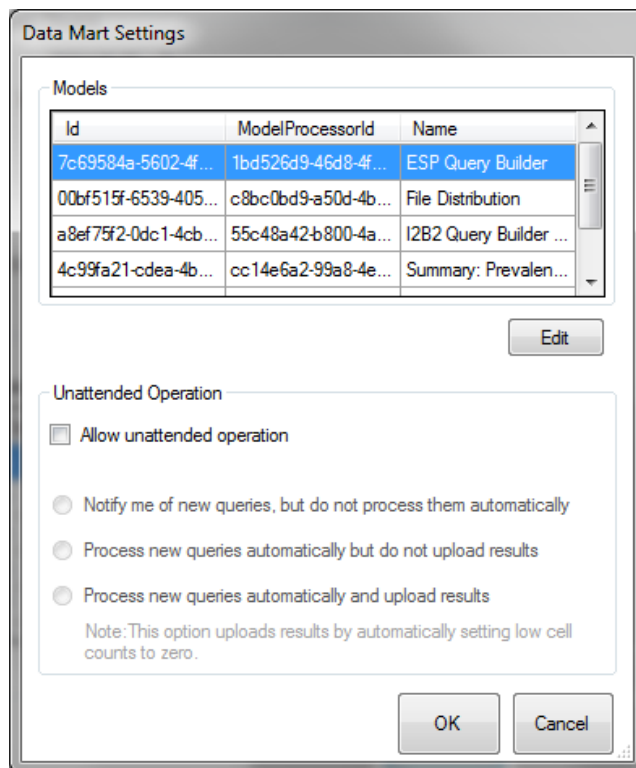 Data Mart Settings
Models
Id ModelProcessorId Name
7c69584a-5602-4f... 1bd526d9-46d8-4f... ESP Query Builder
00bf515f-6539-405... c8bc0bd9-a50d-4b... File Distribution
a8ef75f2-0dc1-4cb... 55c48a42-b800-4a... I2B2 Query Builder ...
4c99fa21-cdea-4b... cc14e6a2-99a8-4e... Summary: Prevalen...
Edit
Unattended Operation
Allow unattended operation
Notify me of new queries, but do not process them automatically
Process new queries automatically but do not upload results
Process new queries automatically and upload results
Note:This option uploads results by automatically setting low cell
counts to zero.
OK Cancel